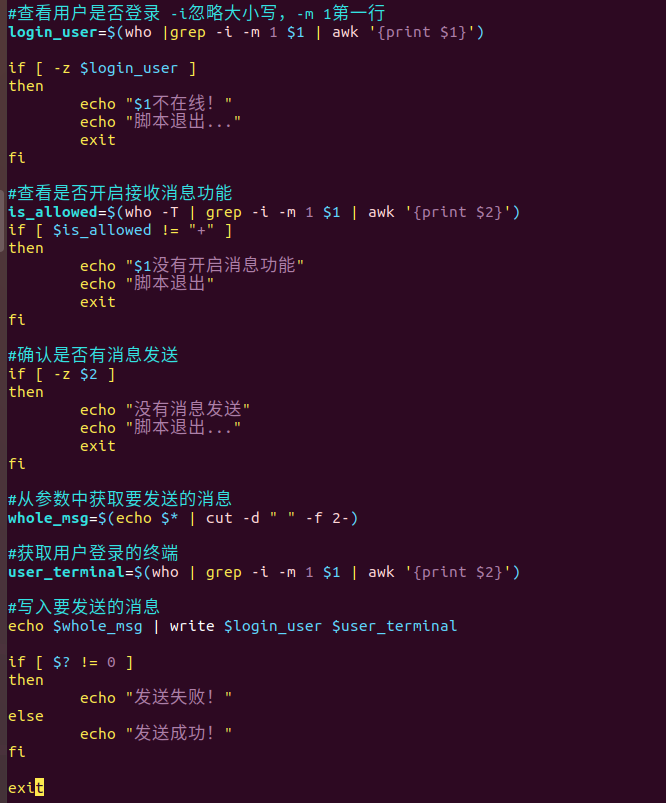 #查看用户是否登录 -i忽略大小写，-m 1第一行
login_user=$(who |grep -i -m 1 $1 | awk '{print $1}')
if [ -z $login_user ]
then
echo "$1不在线！"
echo "脚本退出..."
exit
fi
#查看是否开启接收消息功能
is_allowed=$(who -T | grep -i -m 1 $1 | awk '{print $2}')
if [ $is_allowed != "+" ]
then
echo "$1没有开启消息功能"
echo "脚本退出"
exit
fi
#确认是否有消息发送
if [ -z $2 ]
then
echo "没有消息发送"
echo "脚本退出..."
exit
fi
#从参数中获取要发送的消息
whole_msg=$(echo $* | cut -d " " -f 2-)
#获取用户登录的终端
user_terminal=$(who | grep -i -m 1 $1 | awk '{print $2}')
#写入要发送的消息
echo $whole_msg | write $login_user $user_terminal
if [ $? != 0 ]
then
echo "发送失败！"
else
echo "发送成功！"
fi
exit